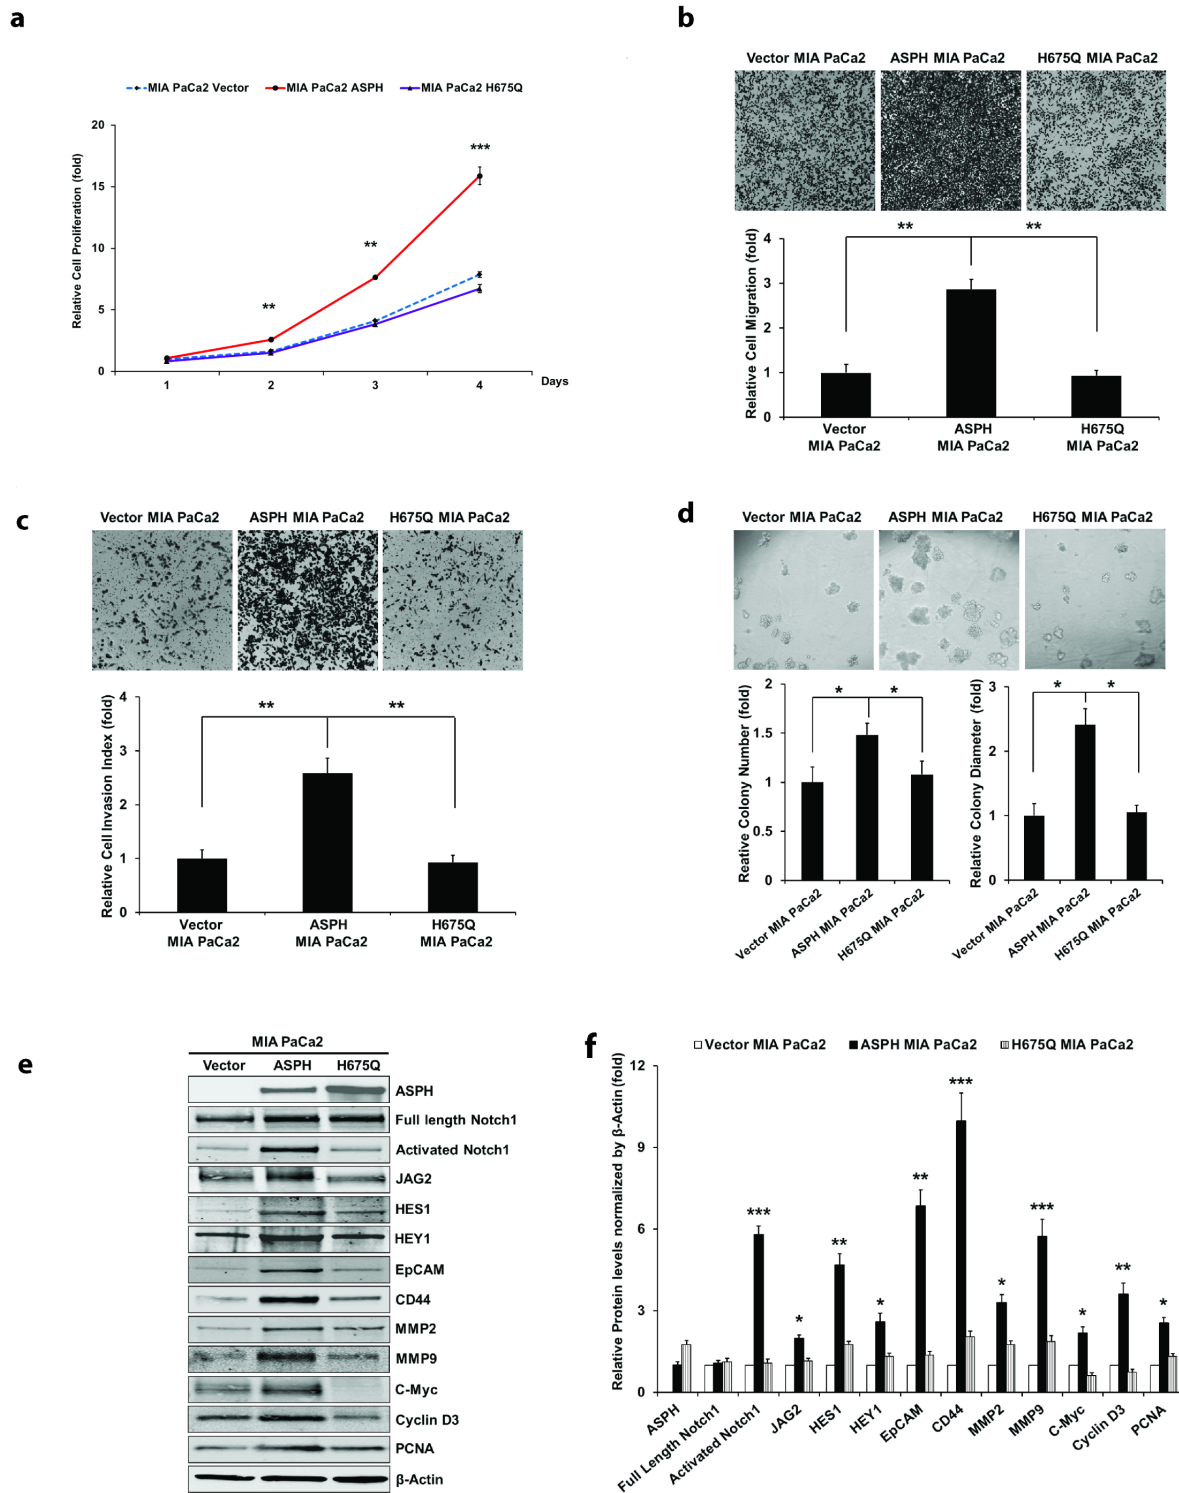 a
MIA PaCa2 Vector MIA PaCa2 ASPH MIA PaCa2 H675Q
Relative Cell Proliferation (fold)
20
15
10
5
0
** ** ***
1 2 3 4 Days
b
Vector MIA PaCa2 ASPH MIA PaCa2 H675Q MIA PaCa2
Relative Cell Migration (fold)
4
3
2
1
0
** **
Vector ASPH H675Q
MIA PaCa2 MIA PaCa2 MIA PaCa2
c
Vector MIA PaCa2 ASPH MIA PaCa2 H675Q MIA PaCa2
Relative Cell Invasion Index (fold)
4
3
2
1
0
** **
Vector ASPH H675Q
MIA PaCa2 MIA PaCa2 MIA PaCa2
d
Vector MIA PaCa2 ASPH MIA PaCa2 H675Q MIA PaCa2
Reative Colony Number (fold)
2
1.5
1
0.5
0
* *
Vector MIA PaCa2 ASPH MIA PaCa2 H675Q MIA PaCa2
Relative Colony Diameter (fold)
3
2
1
0
* *
Vector MIA PaCa2 ASPH MIA PaCa2 H675Q MIA PaCa2
e
MIA PaCa2
Vector ASPH H675Q
ASPH
Full length Notch1
Activated Notch1
JAG2
HES1
HEY1
EpCAM
CD44
MMP2
MMP9
C-Myc
Cyclin D3
PCNA
β-Actin
f
Vector MIA PaCa2 ASPH MIA PaCa2 H675Q MIA PaCa2
Relative Protein levels normalized by β-Actin (fold)
12
9
6
3
0
*** * ** * ** *** * *** * ** *
ASPH Full Length Notch1 Activated Notch1 JAG2 HES1 HEY1 EpCAM CD44 MMP2 MMP9 C-Myc Cyclin D3 PCNA